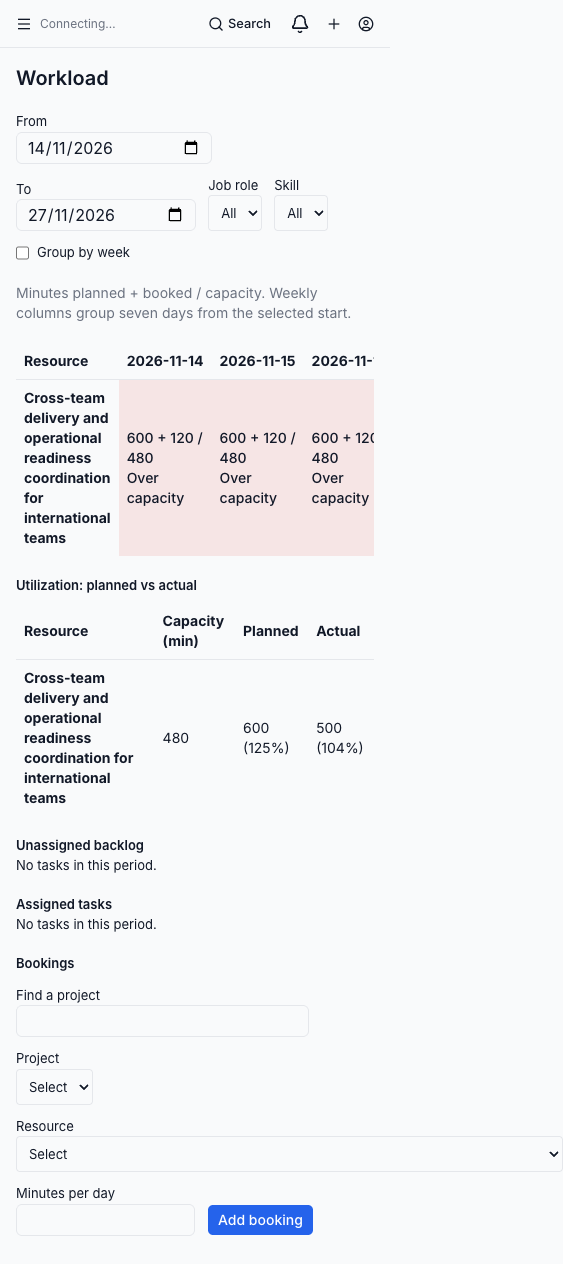 Connecting...
Search
Workload
From
14/11/2026
To
27/11/2026
Job role
All
Skill
All
Group by week
Minutes planned + booked / capacity. Weekly
columns group seven days from the selected start.
Resource 2026-11-14 2026-11-15 2026-11-
Cross-team
delivery and
operational
readiness
coordination
for
international
teams
600 + 120 /
480
Over
capacity
600 + 120 /
480
Over
capacity
600 + 120
480
Over
capacity
Utilization: planned vs actual
Resource
Capacity
(min)
Planned
Actual
Cross-team
delivery and
operational
readiness
coordination for
international
teams
480
600
(125%)
500
(104%)
Unassigned backlog
No tasks in this period.
Assigned tasks
No tasks in this period.
Bookings
Find a project
Project
Select
Resource
Select
Minutes per day
Add booking